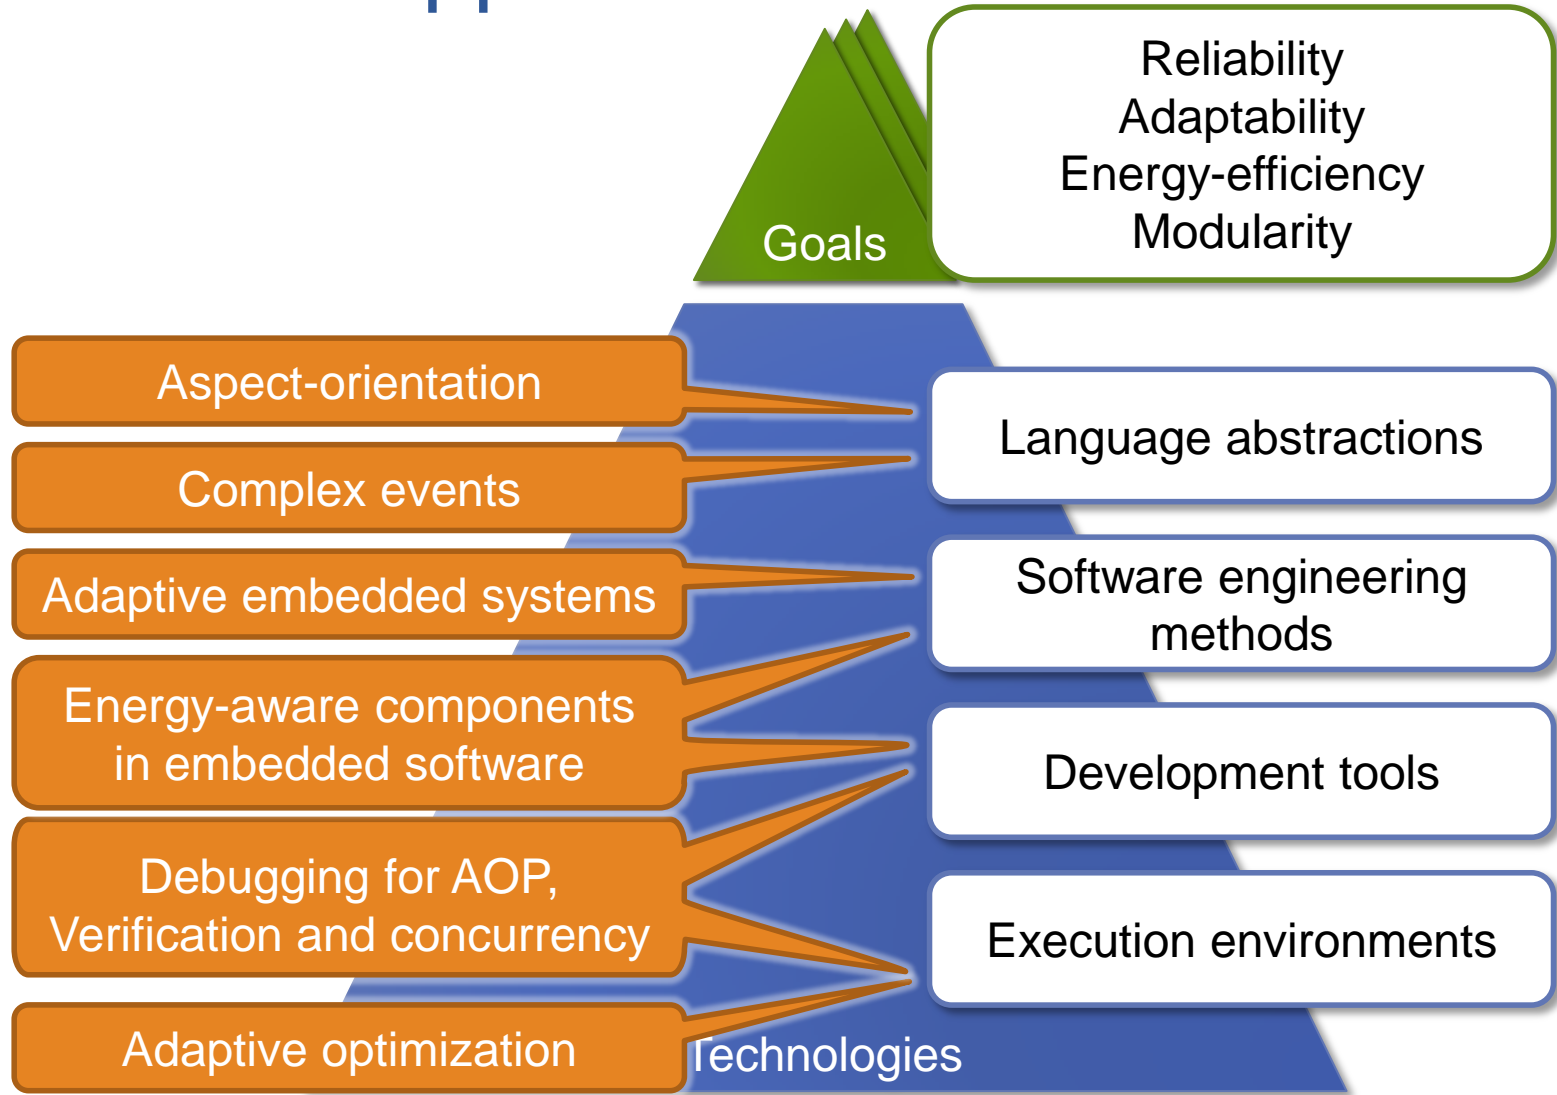 Reliability
Adaptability
Energy-efficiency
Modularity
Goals
Aspect-orientation
Complex events
Adaptive embedded systems
Energy-aware components
in embedded software
Debugging for AOP,
Verification and concurrency
Adaptive optimization
Language abstractions
Software engineering
methods
Development tools
Execution environments
Technologies